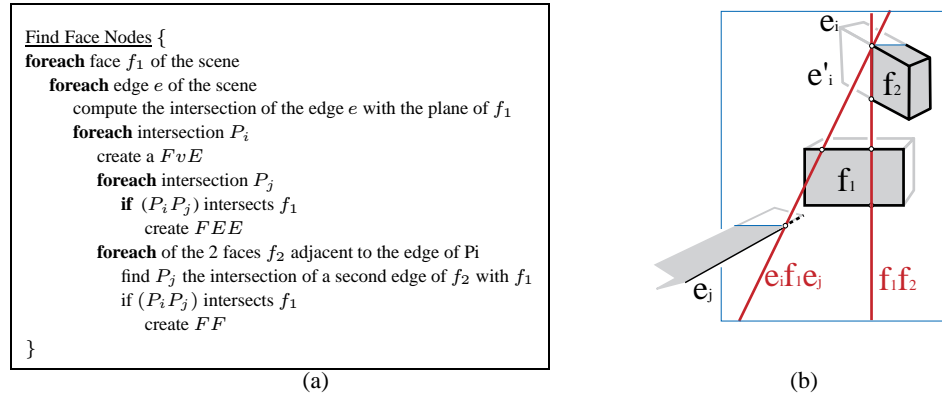 Find Face Nodes {
foreach face f₁ of the scene
foreach edge e of the scene
compute the intersection of the edge e with the plane of f₁
foreach intersection Pᵢ
create a FvE
foreach intersection Pⱼ
if (PᵢPⱼ) intersects f₁
create FEE
foreach of the 2 faces f₂ adjacent to the edge of Pi
find Pⱼ the intersection of a second edge of f₂ with f₁
if (PᵢPⱼ) intersects f₁
create FF
}
(a)
eᵢ
e'ᵢ
f₂
f₁
eⱼ
eᵢf₁eⱼ
f₁f₂
(b)